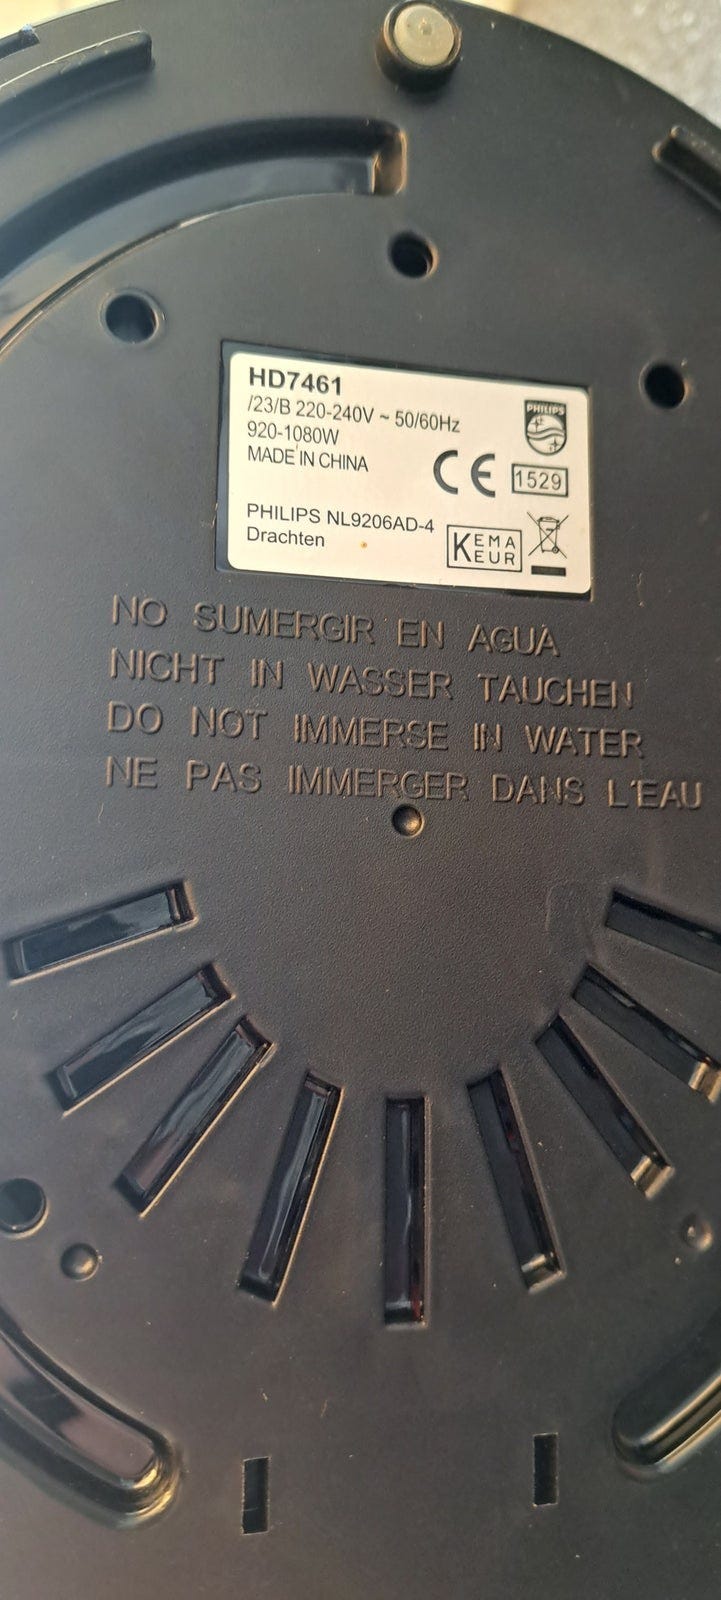 HD7461
/23/B 220-240V ~ 50/60Hz
920-1080W
MADE IN CHINA
PHILIPS
CE 1529
PHILIPS NL9206AD-4
Drachten
KEMA
KEUR
NO SUMERGIR EN AGUA
NICHT IN WASSER TAUCHEN
DO NOT IMMERSE IN WATER
NE PAS IMMERGER DANS L'EAU